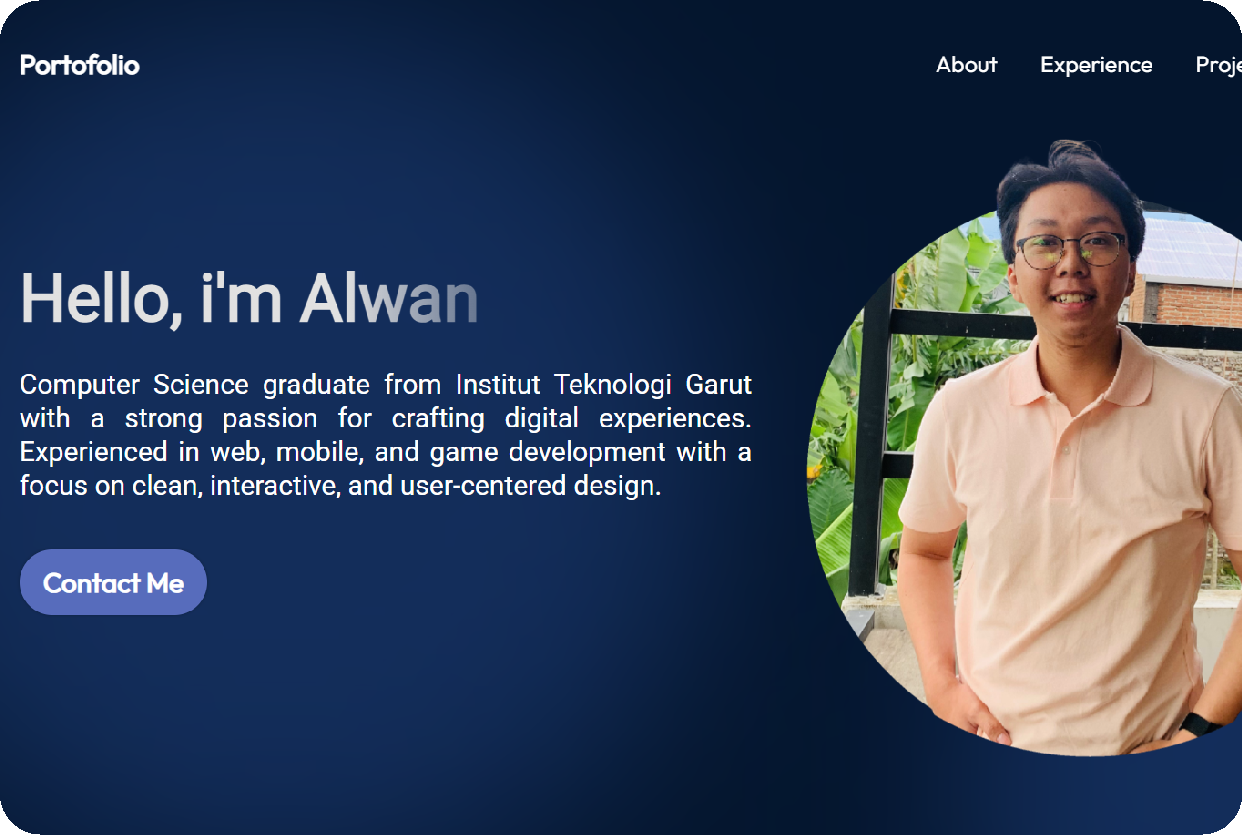 Portofolio
About Experience Proje
Hello, i'm Alwan
Computer Science graduate from Institut Teknologi Garut
with a strong passion for crafting digital experiences.
Experienced in web, mobile, and game development with a
focus on clean, interactive, and user-centered design.
Contact Me